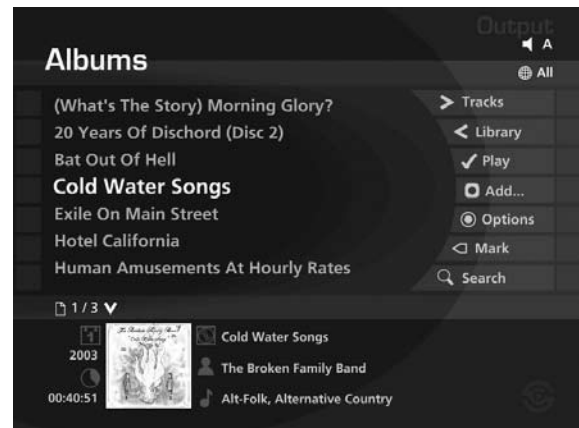 Output
A
Albums
All
(What's The Story) Morning Glory?
20 Years Of Dischord (Disc 2)
Bat Out Of Hell
Cold Water Songs
Exile On Main Street
Hotel California
Human Amusements At Hourly Rates
Tracks
Library
Play
Add...
Options
Mark
Search
1 / 3
1
2003
00:40:51
Cold Water Songs
The Broken Family Band
Alt-Folk, Alternative Country